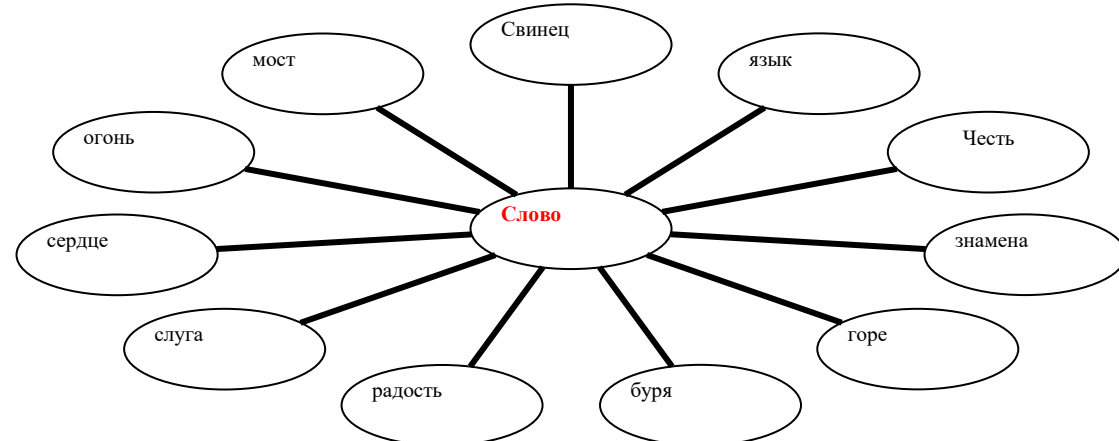 Свинец
мост
язык
огонь
Честь
Слово
сердце
знамена
слуга
горе
радость
буря